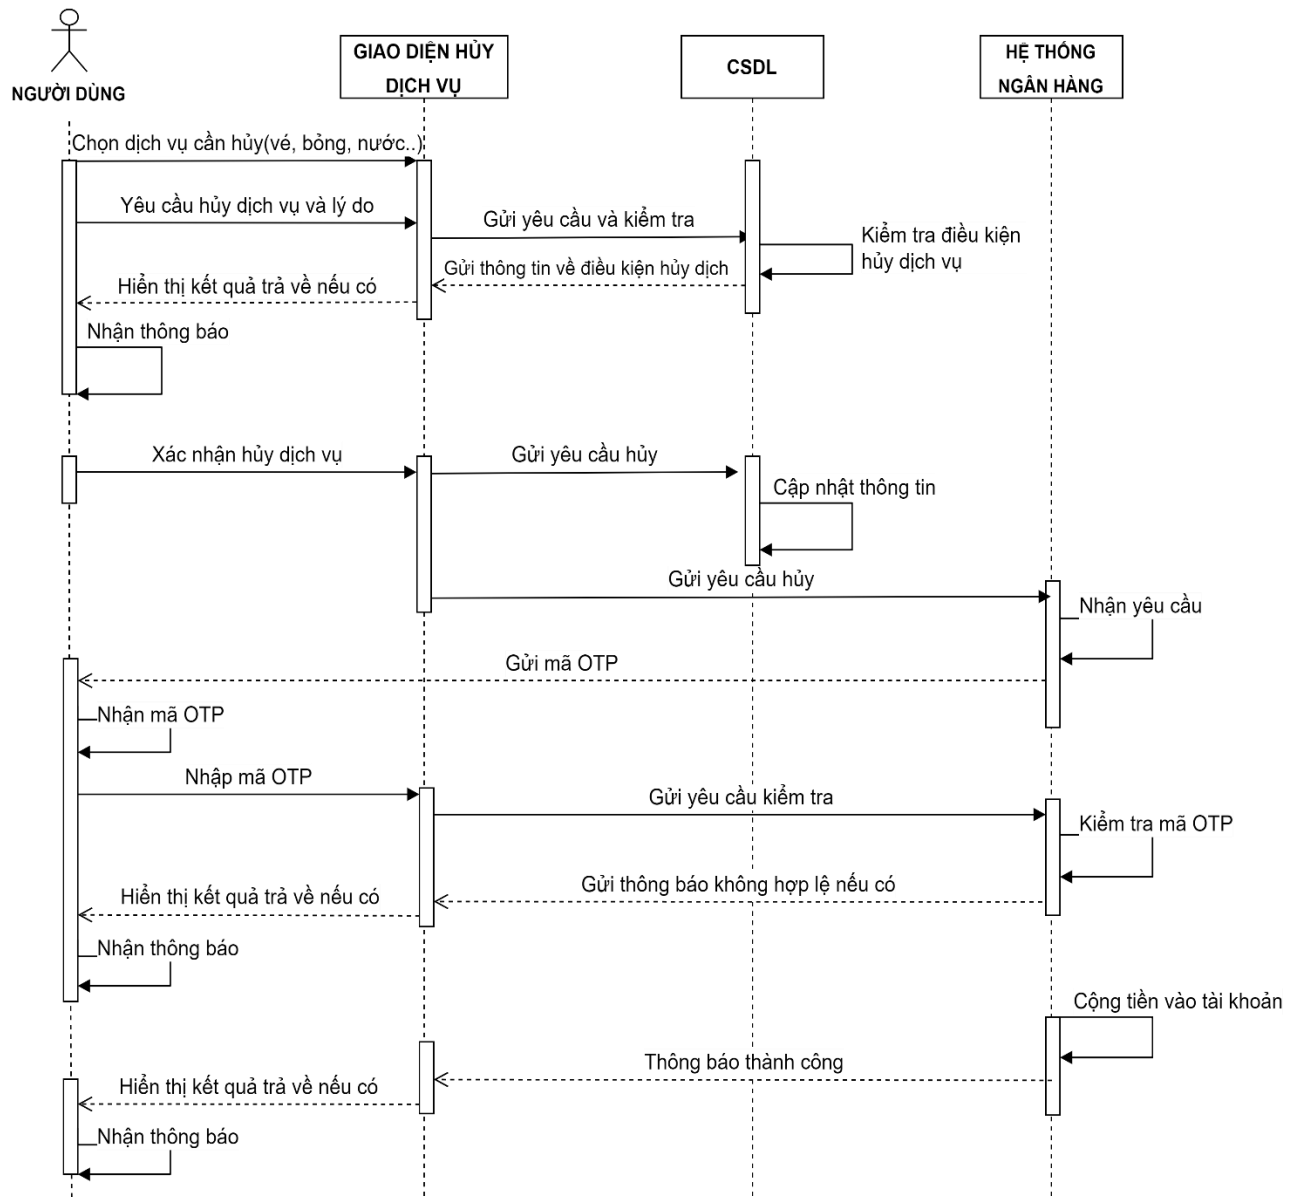 NGƯỜI DÙNG
GIAO DIỆN HỦY
DỊCH VỤ
CSDL
HỆ THỐNG
NGÂN HÀNG
Chọn dịch vụ cần hủy(vé, bỏng, nước..)
Yêu cầu hủy dịch vụ và lý do
Gửi yêu cầu và kiểm tra
Kiểm tra điều kiện
hủy dịch vụ
Gửi thông tin về điều kiện hủy dịch
Hiển thị kết quả trả về nếu có
Nhận thông báo
Xác nhận hủy dịch vụ
Gửi yêu cầu hủy
Cập nhật thông tin
Gửi yêu cầu hủy
Nhận yêu cầu
Gửi mã OTP
Nhận mã OTP
Nhập mã OTP
Gửi yêu cầu kiểm tra
Kiểm tra mã OTP
Gửi thông báo không hợp lệ nếu có
Hiển thị kết quả trả về nếu có
Nhận thông báo
Cộng tiền vào tài khoản
Thông báo thành công
Hiển thị kết quả trả về nếu có
Nhận thông báo